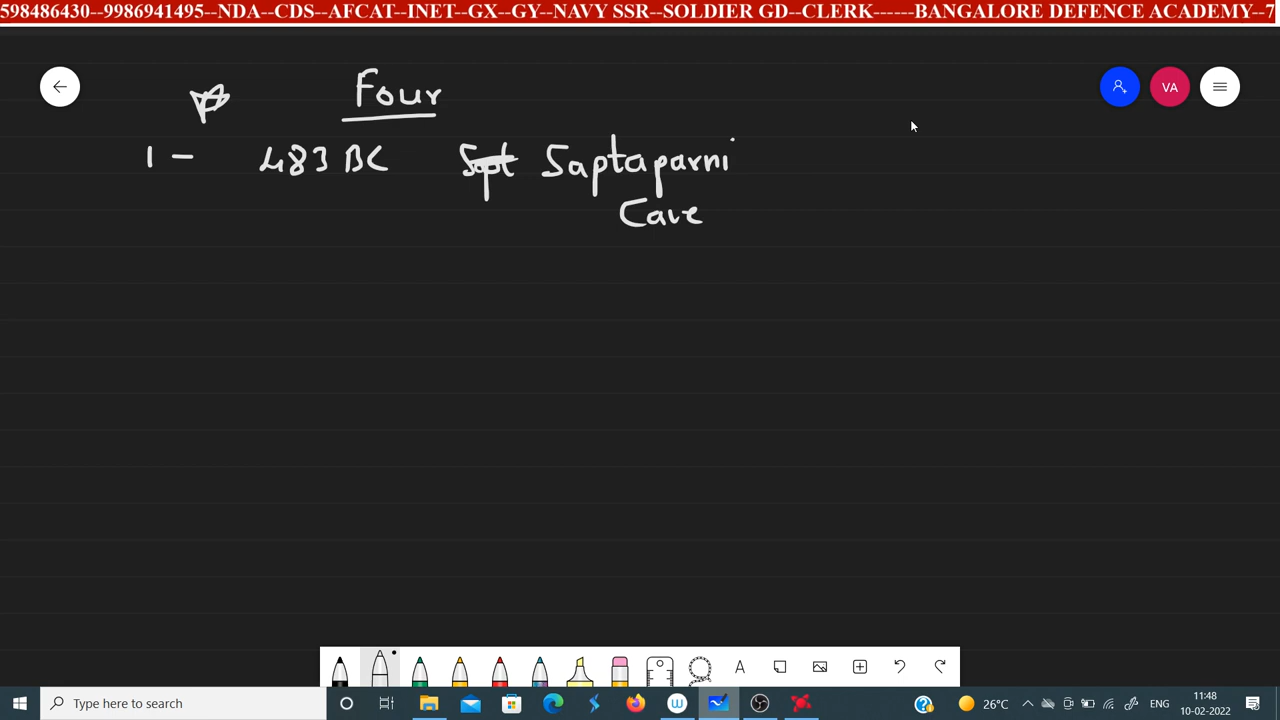 598486430--9986941495--NDA--CDS--AFCAT--INET--GX--GY--NAVY SSR--SOLDIER GD--CLERK------BANGALORE DEFENCE ACADEMY--7
Four
VA
1 - 483 BC Spt Saptaparni
Cave
A
Type here to search
W
26°C
ENG
11:48
10-02-2022